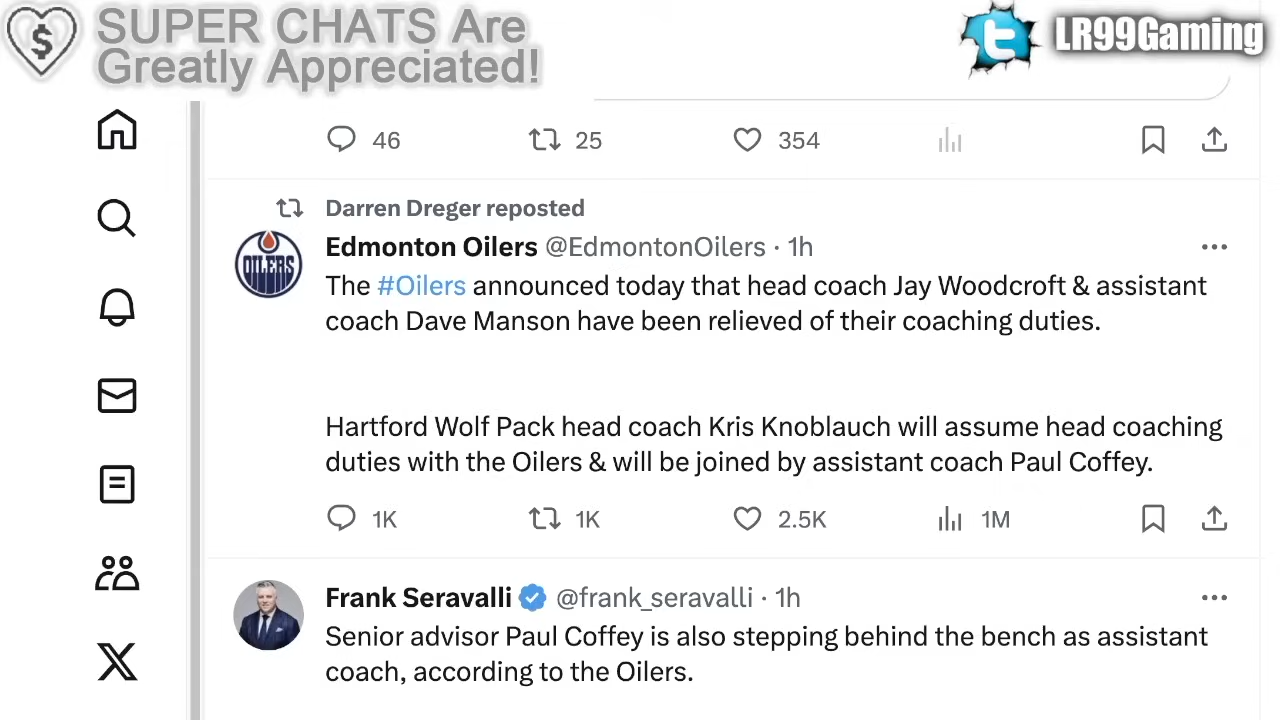 SUPER CHATS Are
Greatly Appreciated!
LR99Gaming
46 25 354
Darren Dreger reposted
Edmonton Oilers @EdmontonOilers · 1h
OILERS
The #Oilers announced today that head coach Jay Woodcroft & assistant
coach Dave Manson have been relieved of their coaching duties.
Hartford Wolf Pack head coach Kris Knoblauch will assume head coaching
duties with the Oilers & will be joined by assistant coach Paul Coffey.
1K 1K 2.5K 1M
Frank Seravalli @frank_seravalli · 1h
Senior advisor Paul Coffey is also stepping behind the bench as assistant
coach, according to the Oilers.